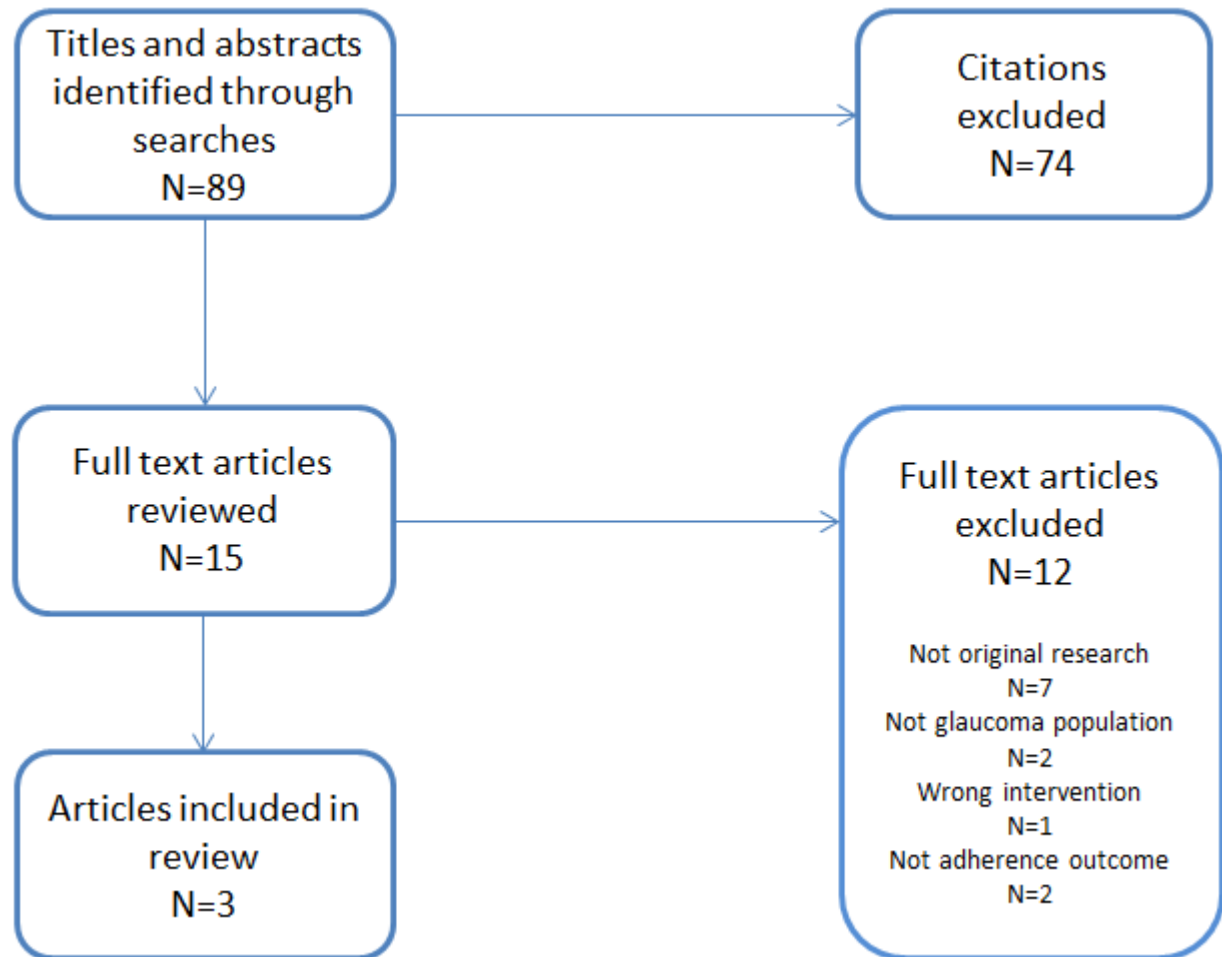 Titles and abstracts
identified through
searches
N=89
Citations
excluded
N=74
Full text articles
reviewed
N=15
Full text articles
excluded
N=12
Not original research
N=7
Not glaucoma population
N=2
Wrong intervention
N=1
Not adherence outcome
N=2
Articles included in
review
N=3